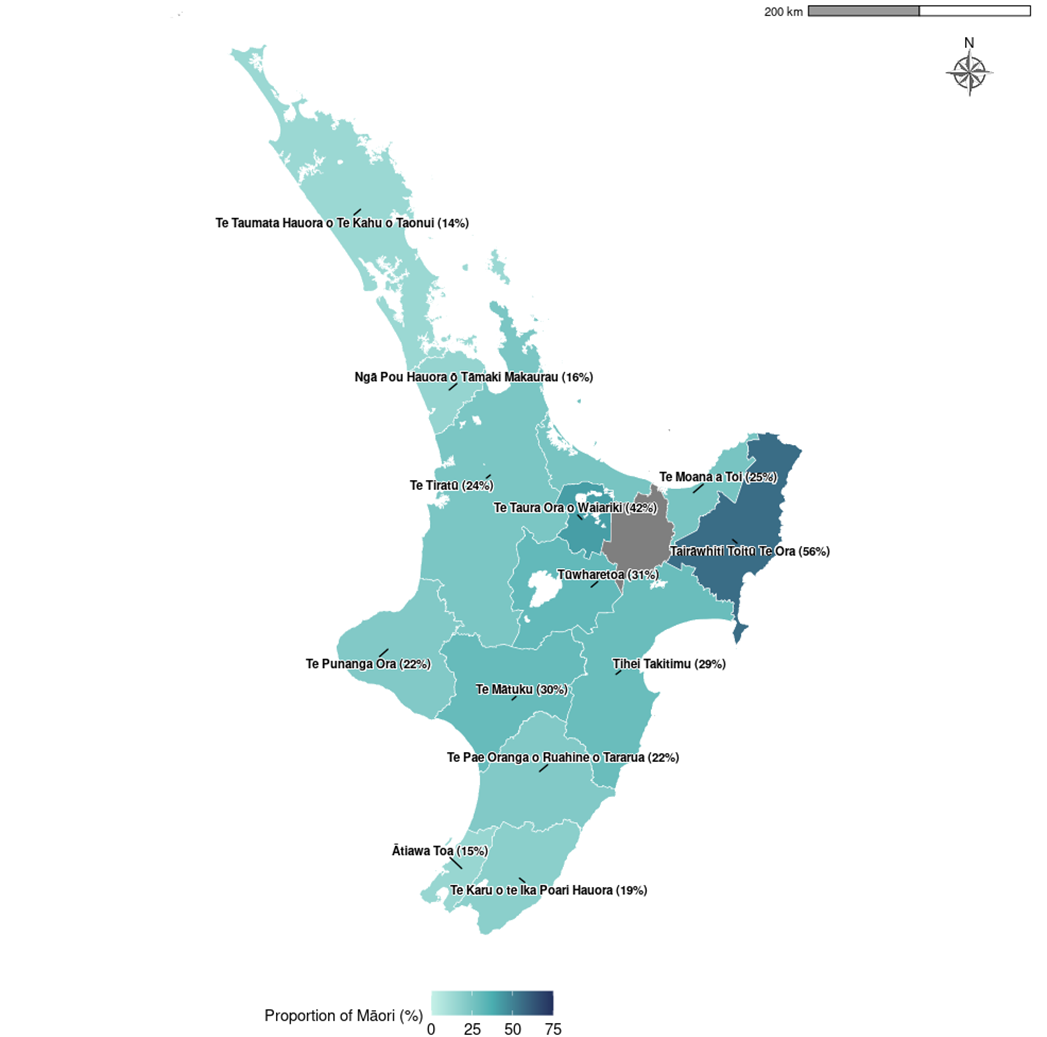 200 km
N
Te Taumata Hauora o Te Kahu o Taonui (14%)
Ngā Pou Hauora ō Tāmaki Makaurau (16%)
Te Moana a Toi (25%)
Te Tiratū (24%)
Te Taura Ora o Waiariki (42%)
Tairāwhiti Toitū Te Ora (56%)
Tūwharetoa (31%)
Te Punanga Ora (22%)
Tihei Takitimu (29%)
Te Mātuku (30%)
Te Pae Oranga o Ruahine o Tararua (22%)
Ātiawa Toa (15%)
Te Karu o te Ika Poari Hauora (19%)
Proportion of Māori (%)
0 25 50 75